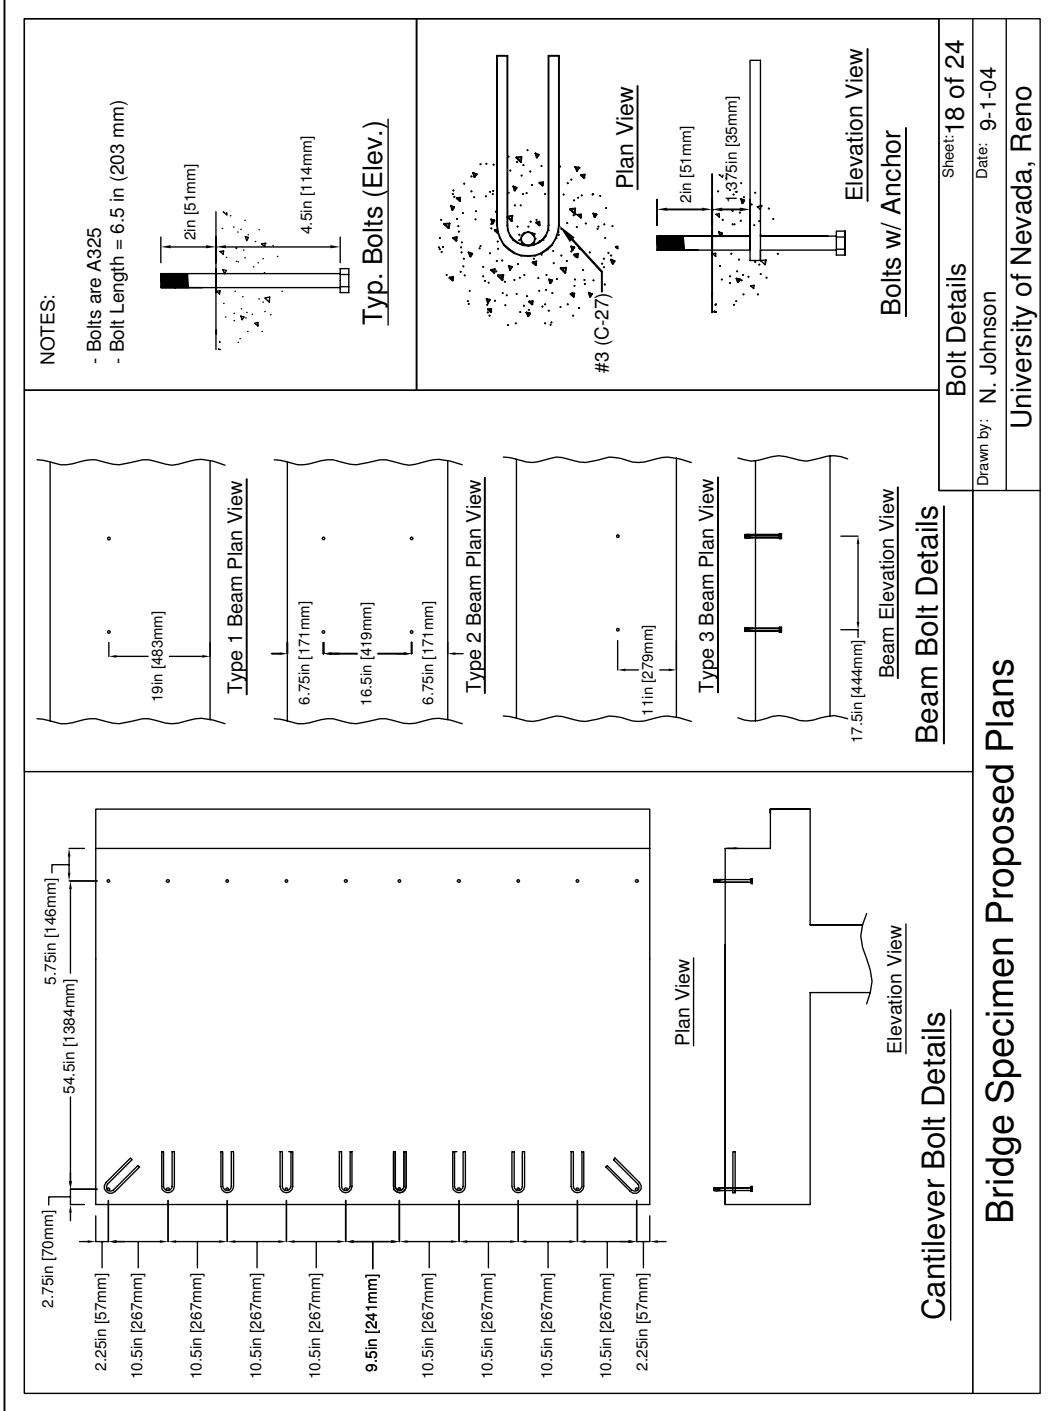 2.75in [70mm]
54.5in [1384mm]
5.75in [146mm]
2.25in [57mm]
10.5in [267mm]
10.5in [267mm]
10.5in [267mm]
10.5in [267mm]
9.5in [241mm]
10.5in [267mm]
10.5in [267mm]
10.5in [267mm]
10.5in [267mm]
2.25in [57mm]
Plan View
Elevation View
Cantilever Bolt Details
19in [483mm]
Type 1 Beam Plan View
6.75in [171mm]
16.5in [419mm]
6.75in [171mm]
Type 2 Beam Plan View
11in [279mm]
Type 3 Beam Plan View
17.5in [444mm]
Beam Elevation View
Beam Bolt Details
NOTES:
- Bolts are A325
- Bolt Length = 6.5 in (203 mm)
2in [51mm]
4.5in [114mm]
Typ. Bolts (Elev.)
#3 (C-27)
Plan View
2in [51mm]
1.375in [35mm]
Elevation View
Bolts w/ Anchor
Bridge Specimen Proposed Plans
Bolt Details
Sheet: 18 of 24
Drawn by: N. Johnson
Date: 9-1-04
University of Nevada, Reno